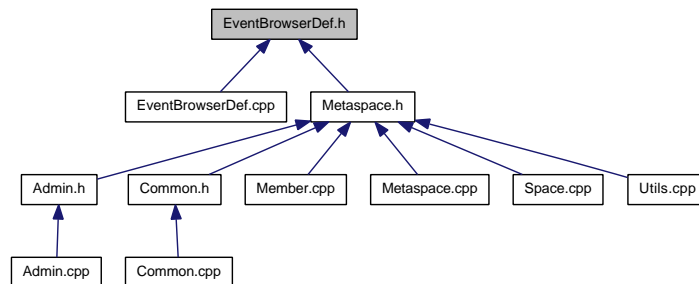 EventBrowserDef.h
EventBrowserDef.cpp
Metaspace.h
Admin.h
Common.h
Member.cpp
Metaspace.cpp
Space.cpp
Utils.cpp
Admin.cpp
Common.cpp